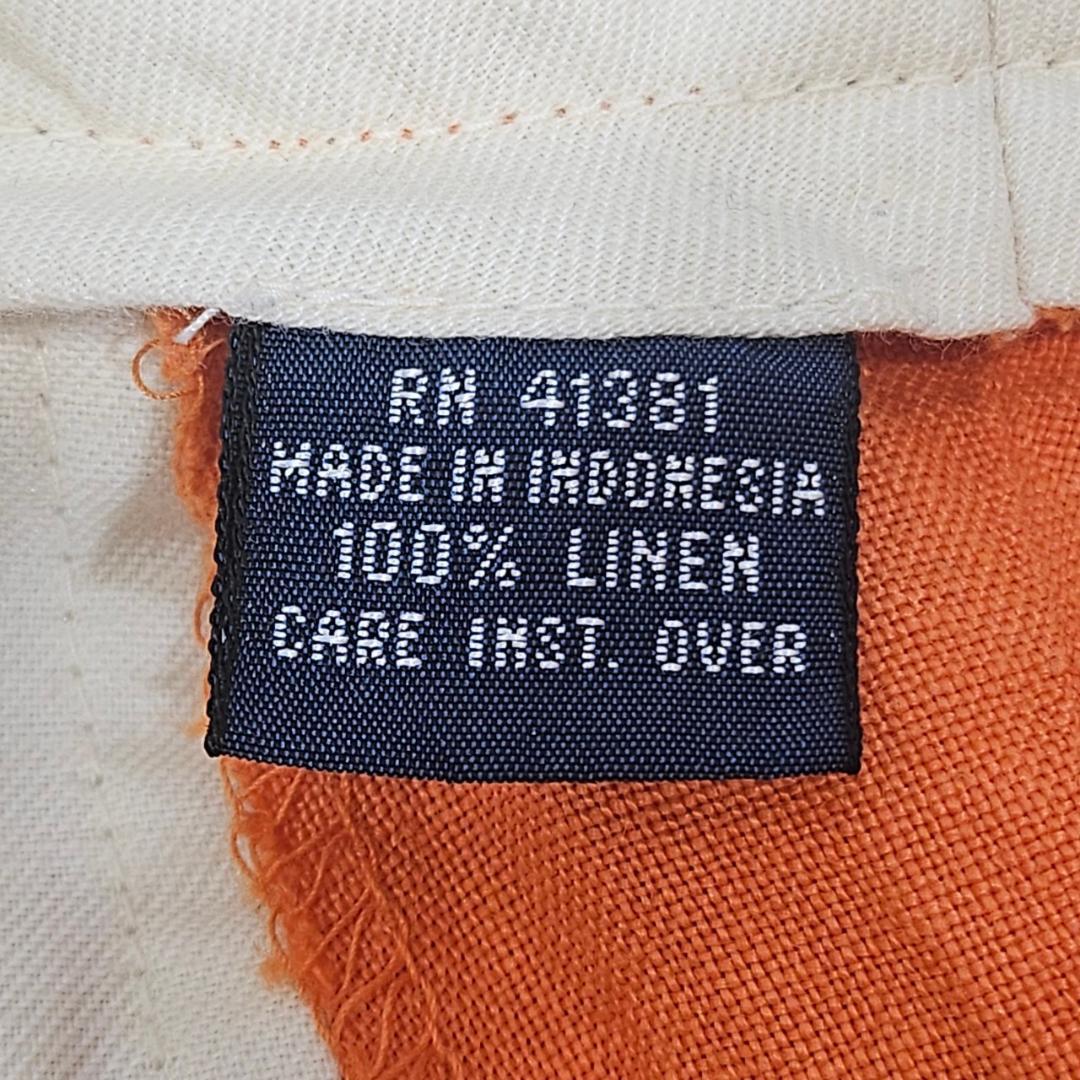 RN 41381
MADE IN INDONESIA
100% LINEN
CARE INST. OVER